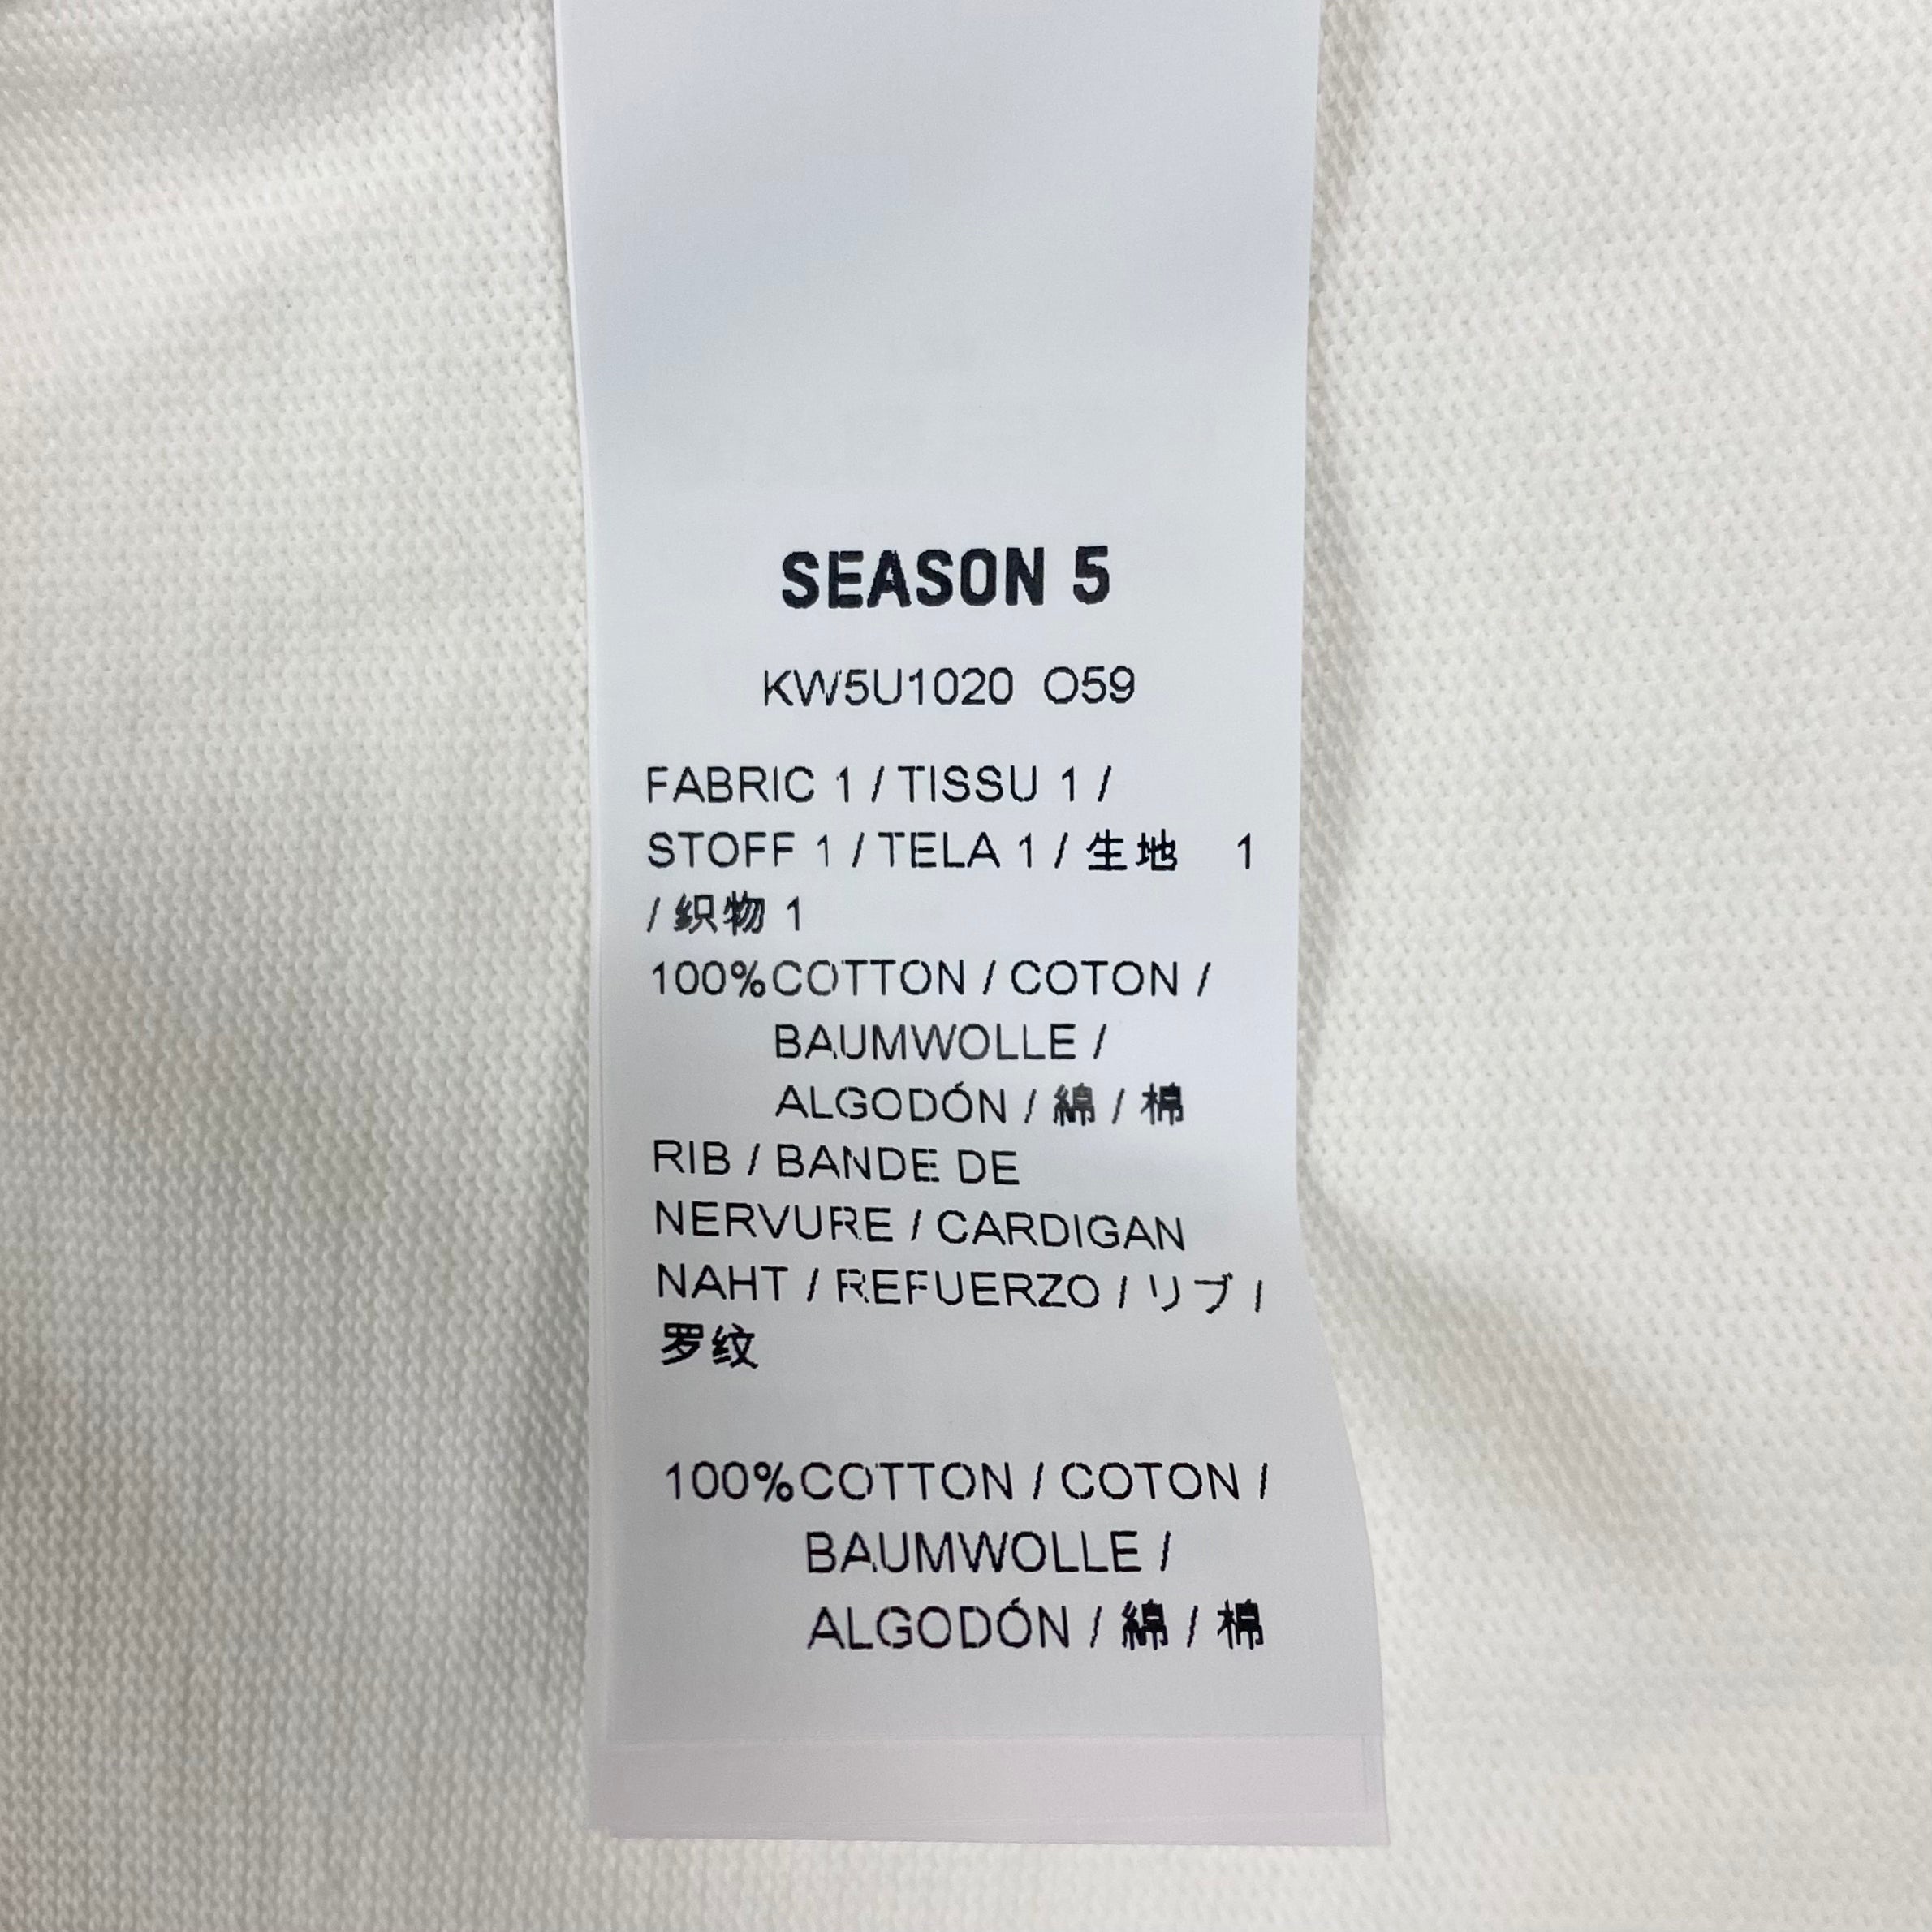 SEASON 5
KW5U1020 O59
FABRIC 1 / TISSU 1 /
STOFF 1 / TELA 1 / 生地 1
/ 织物 1
100%COTTON / COTON /
BAUMWOLLE /
ALGODÓN / 綿 / 棉
RIB / BANDE DE
NERVURE / CARDIGAN
NAHT / REFUERZO / リブ /
罗纹
100%COTTON / COTON /
BAUMWOLLE /
ALGODÓN / 綿 / 棉